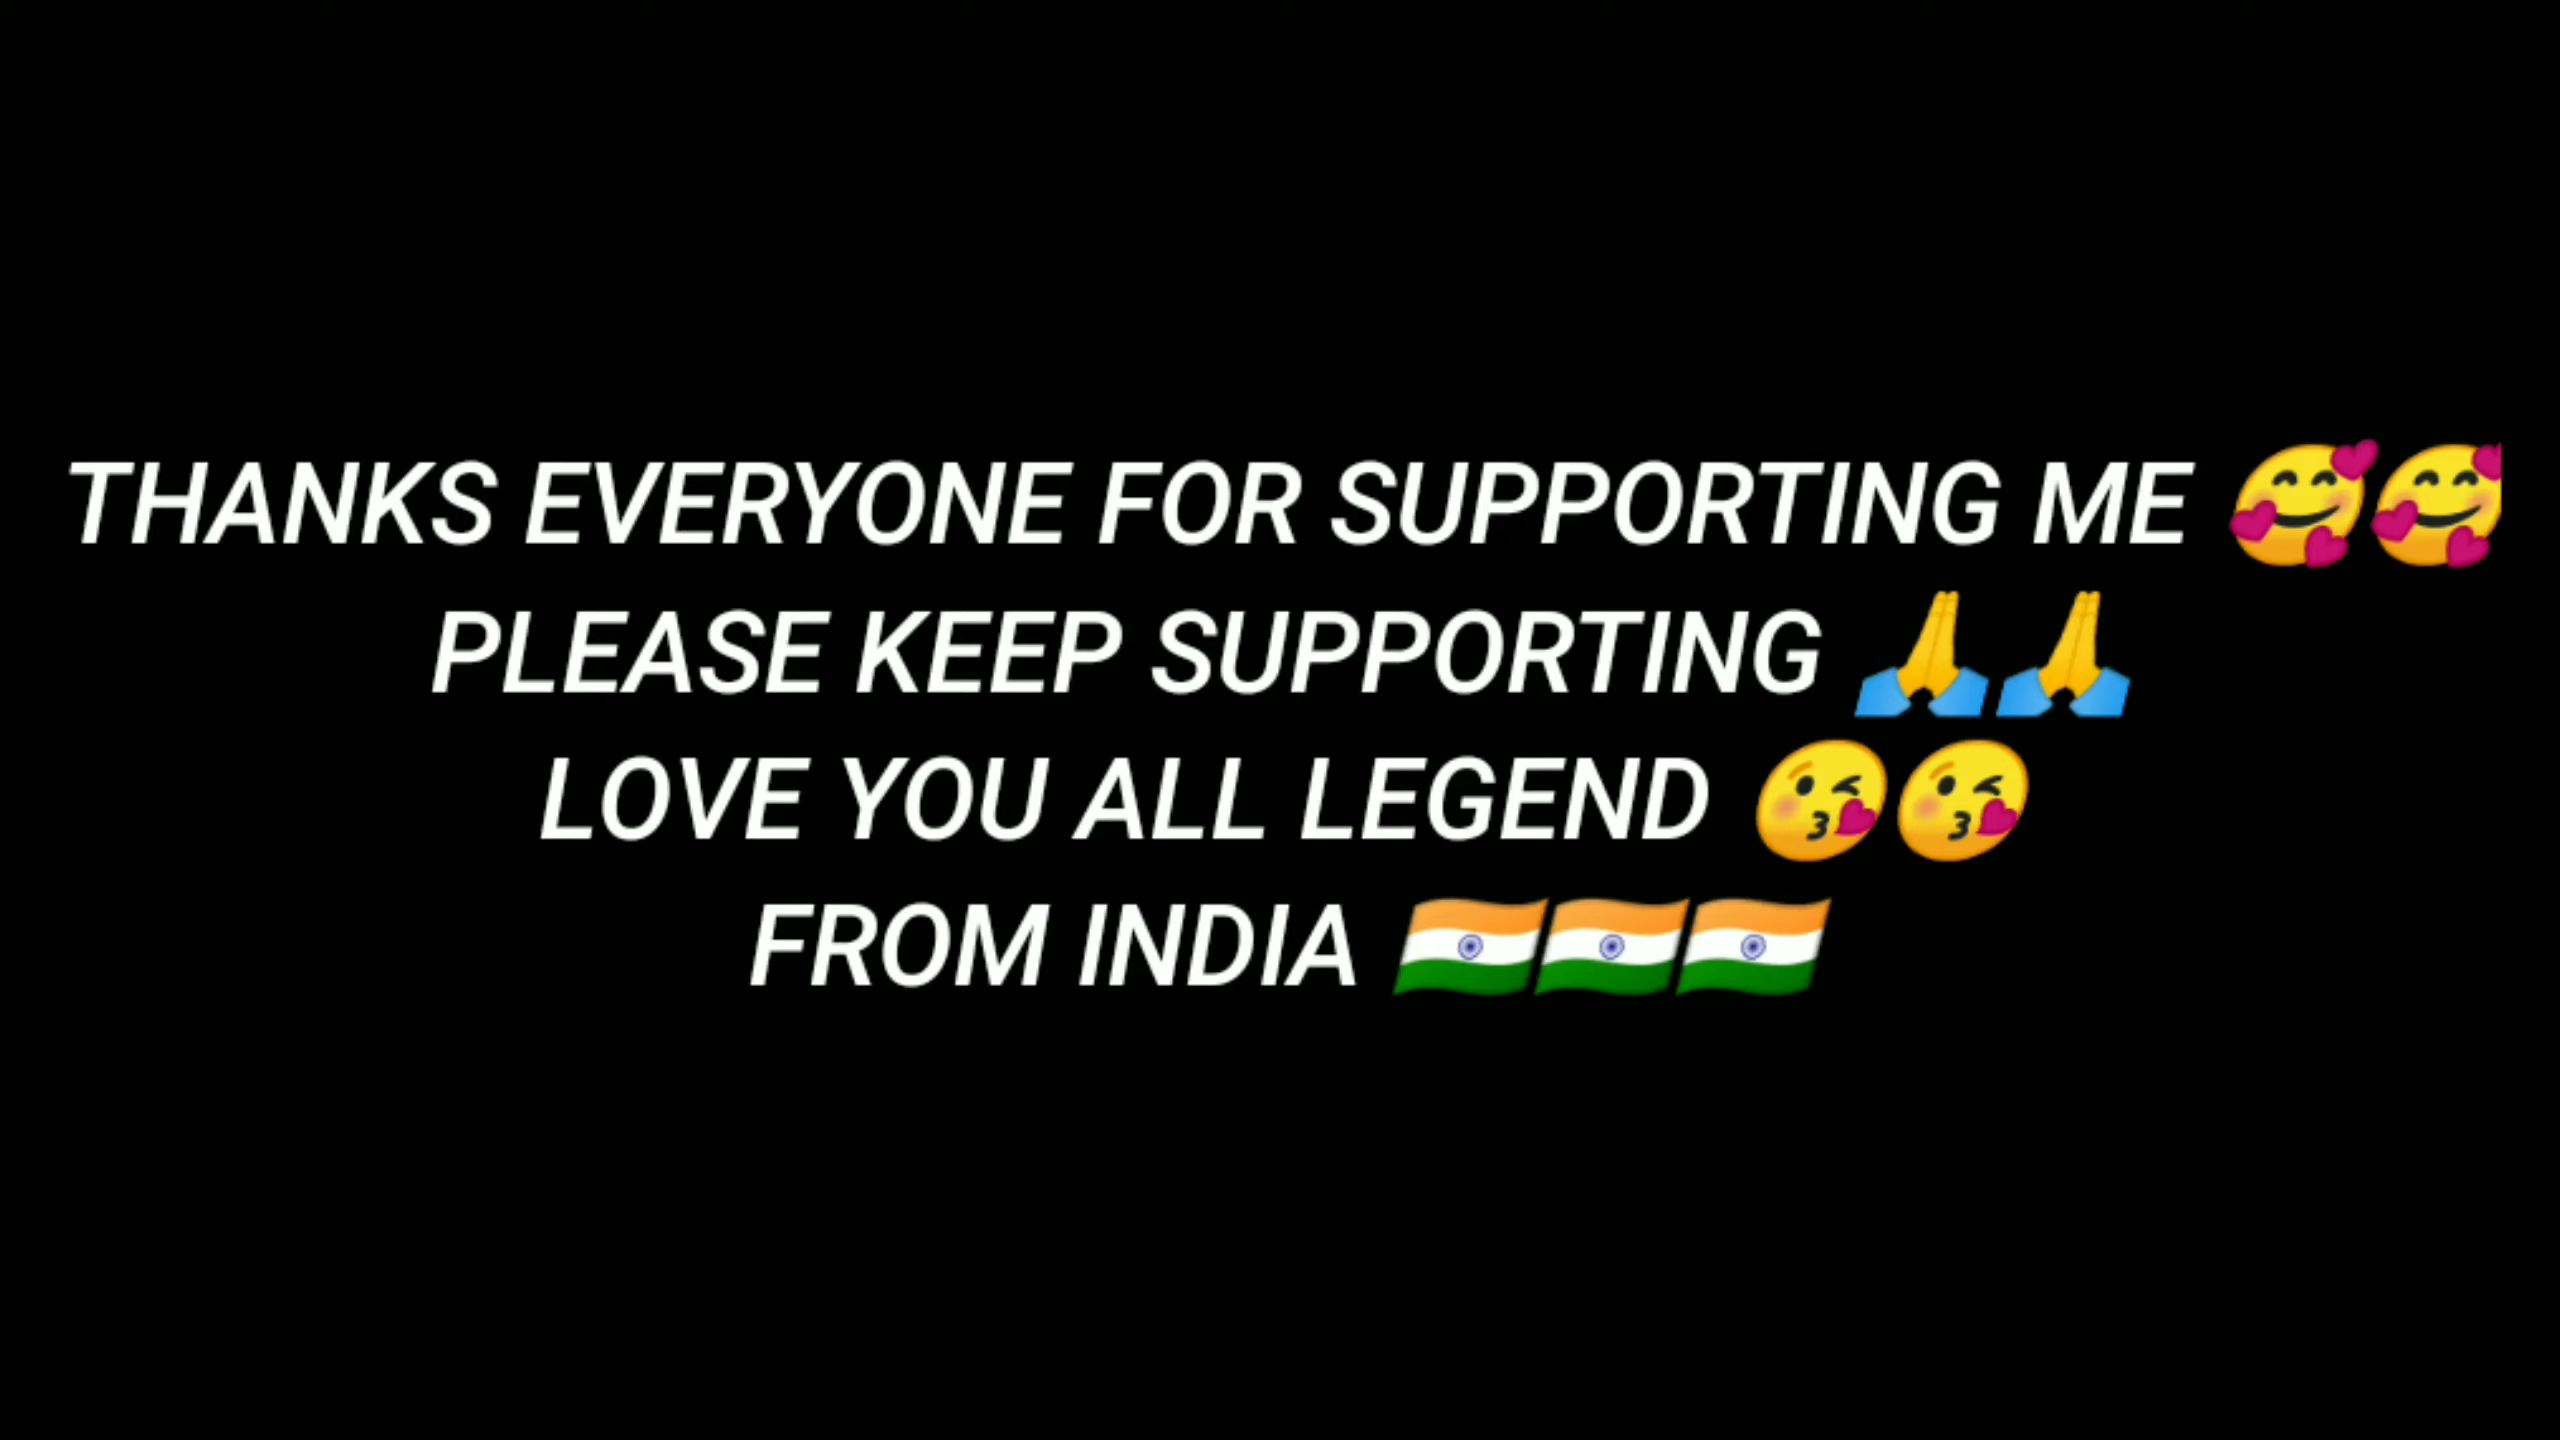 THANKS EVERYONE FOR SUPPORTING ME 🥰🥰
PLEASE KEEP SUPPORTING 🙏🙏
LOVE YOU ALL LEGEND 😘😘
FROM INDIA 🇮🇳🇮🇳🇮🇳